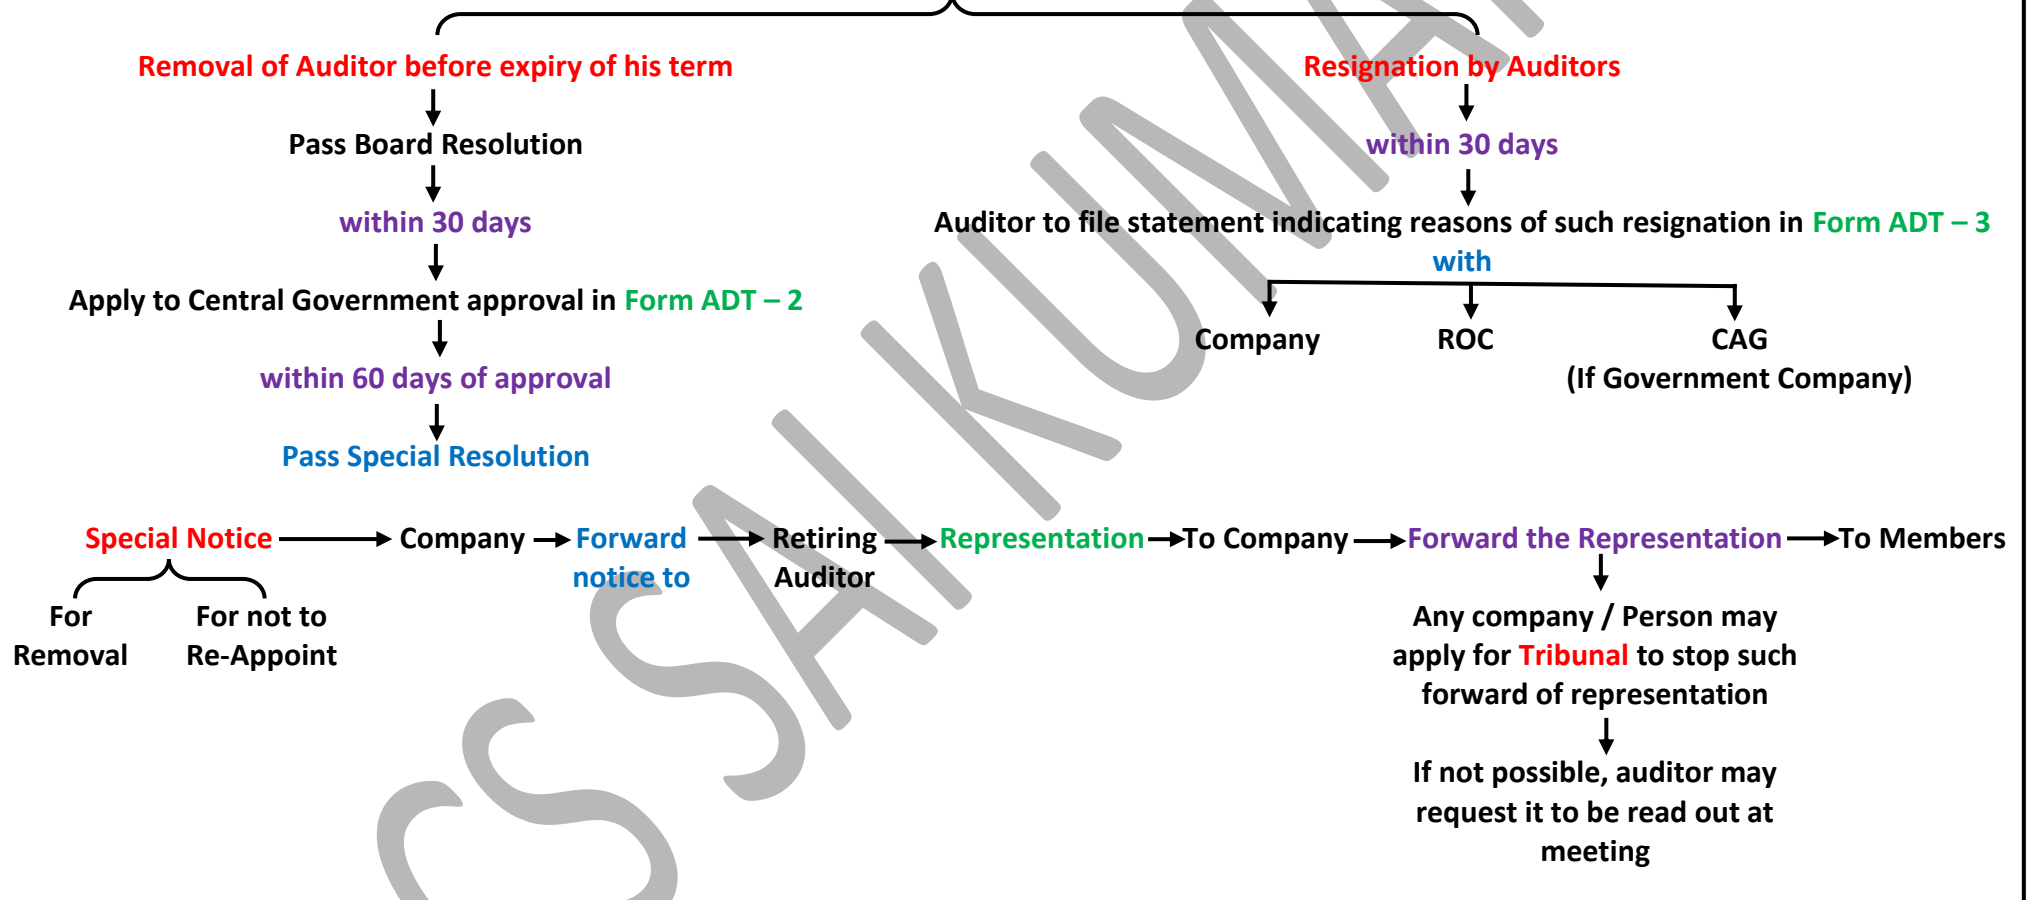 Removal of Auditor before expiry of his term
Pass Board Resolution
within 30 days
Apply to Central Government approval in Form ADT – 2
within 60 days of approval
Pass Special Resolution
Resignation by Auditors
within 30 days
Auditor to file statement indicating reasons of such resignation in Form ADT – 3
with
Company
ROC
CAG
(If Government Company)
Special Notice
For
Removal
For not to
Re-Appoint
Company
Forward
notice to
Retiring
Auditor
Representation
To Company
Forward the Representation
To Members
Any company / Person may
apply for Tribunal to stop such
forward of representation
If not possible, auditor may
request it to be read out at
meeting
CS SAI KUMA